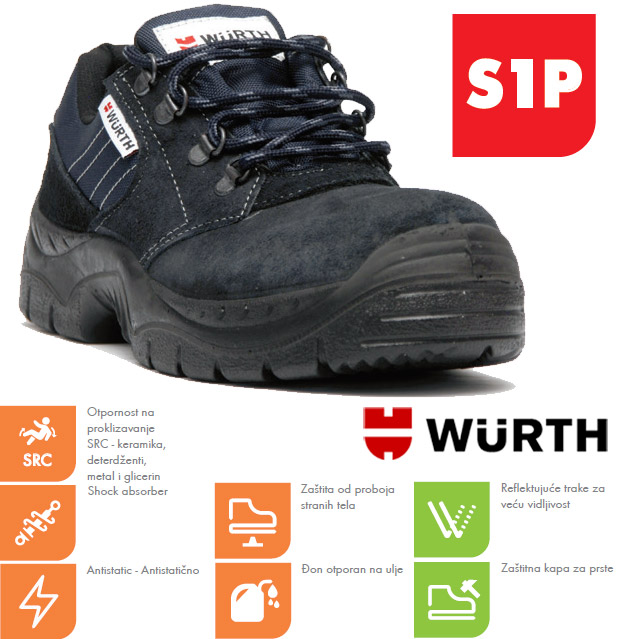 WÜRTH
WÜRTH
S1P
SRC
Otpornost na
proklizavanje
SRC - keramika,
deterdženti,
metal i glicerin
Shock absorber
Antistatic - Antistatično
Zaštita od proboja
stranih tela
Đon otporan na ulje
WÜRTH
Reflektujuće trake za
veću vidljivost
Zaštitna kapa za prste